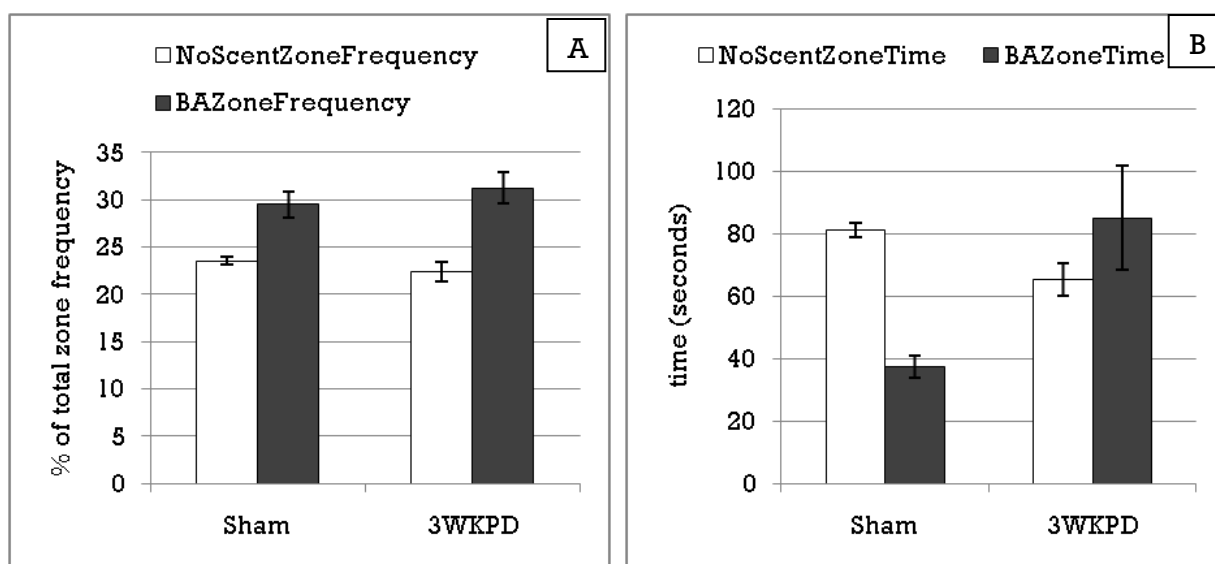 A
NoScentZoneFrequency
BAZoneFrequency
% of total zone frequency
35
30
25
20
15
10
5
0
Sham 3WKPD
B
NoScentZoneTime BAZoneTime
time (seconds)
120
100
80
60
40
20
0
Sham 3WKPD